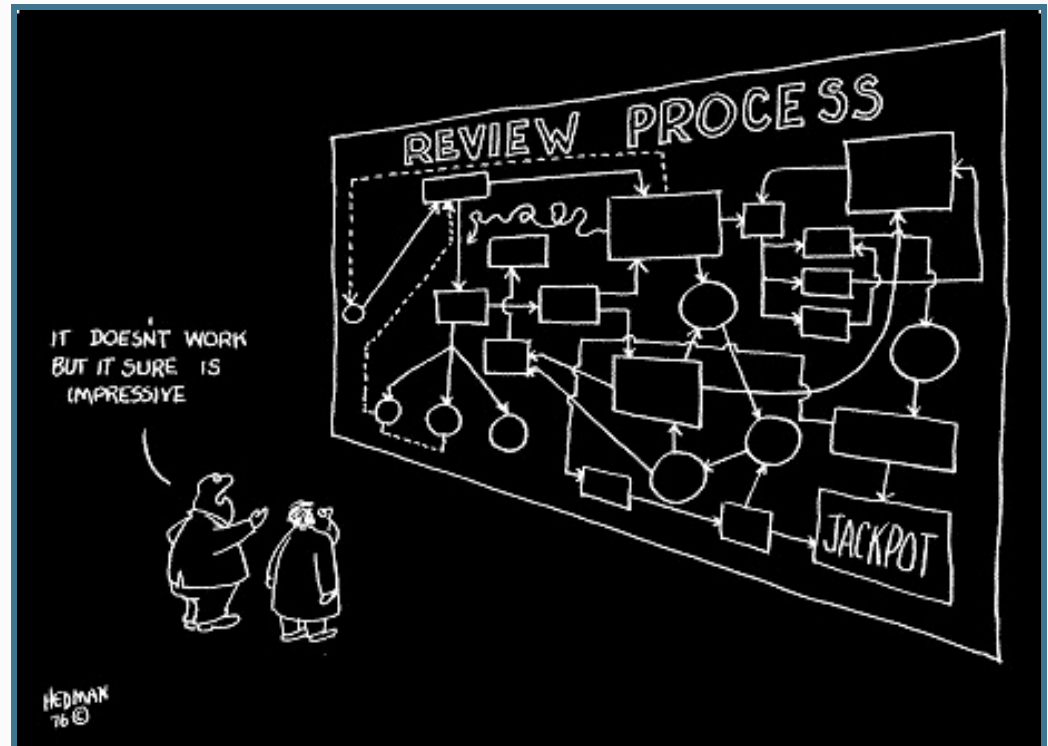 REVIEW PROCESS
IT DOESN'T WORK
BUT IT SURE IS
IMPRESSIVE
JACKPOT
HEDMAN
76 ©